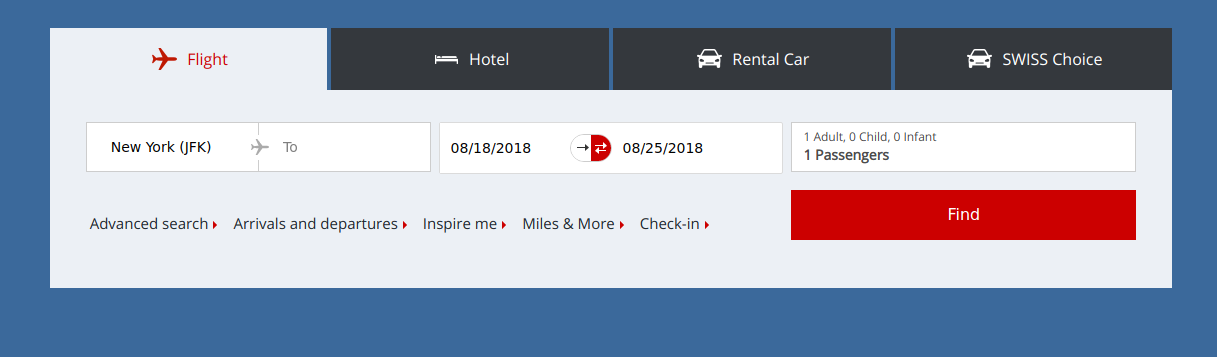 Flight Hotel Rental Car SWISS Choice
New York (JFK) To 08/18/2018 08/25/2018
1 Adult, 0 Child, 0 Infant
1 Passengers
Advanced search Arrivals and departures Inspire me Miles & More Check-in
Find